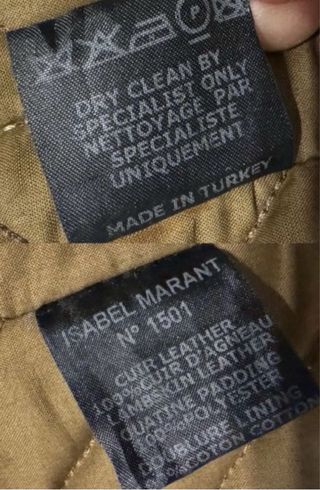 DRY CLEAN BY
SPECIALIST ONLY
NETTOYAGE PAR
SPECIALISTE
UNIQUEMENT
MADE IN TURKEY
ISABEL MARANT
N° 1501
CUIR LEATHER
100%CUIR D'AGNEAU
LAMBSKIN LEATHER
OUATINE PADDING
100%POLYESTER
DOUBLURE LINING
100%COTON COTTON